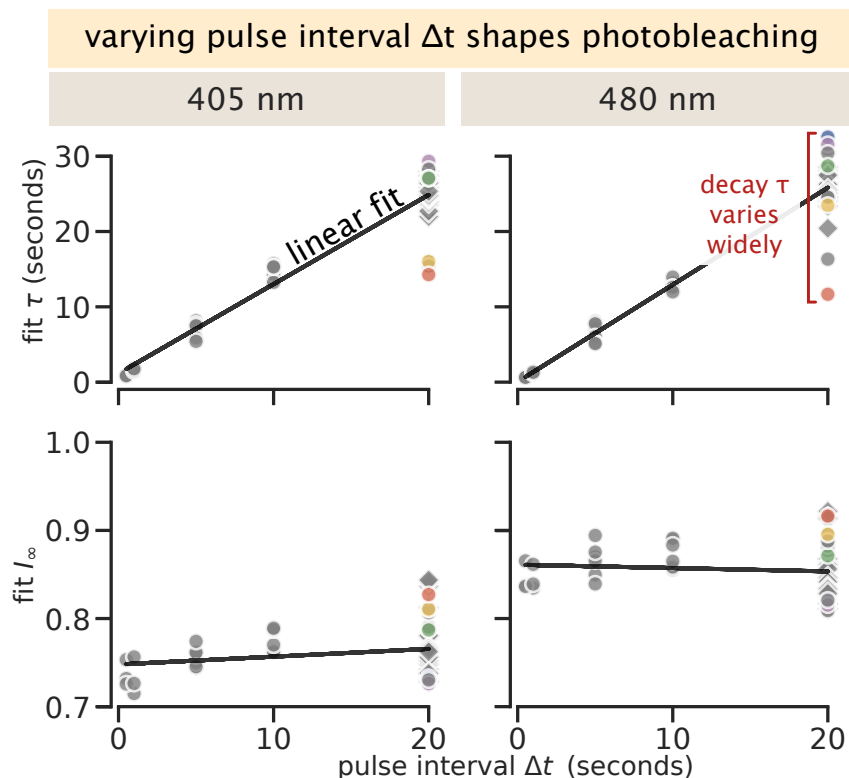 varying pulse interval Δt shapes photobleaching
405 nm
480 nm
fit τ (seconds)
30
20
10
0
linear fit
decay τ
varies
widely
fit I∞
1.0
0.9
0.8
0.7
0
10
20
0
10
20
pulse interval Δt (seconds)